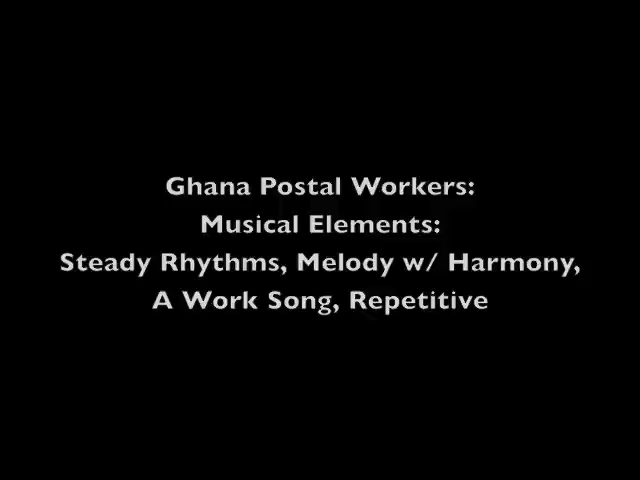 Ghana Postal Workers:
Musical Elements:
Steady Rhythms, Melody w/ Harmony,
A Work Song, Repetitive